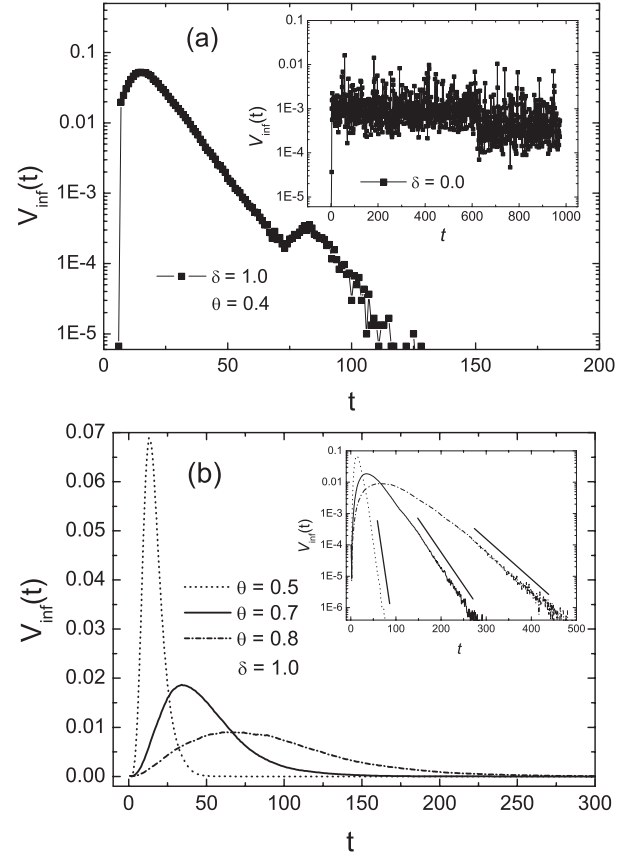 (a)
0.1
0.01
1E-3
1E-4
1E-5
V_inf(t)
0 50 100 150 200
t
δ = 1.0
θ = 0.4
0.1
0.01
1E-3
1E-4
1E-5
V_inf(t)
0 200 400 600 800 1000
t
δ = 0.0
(b)
0.07
0.06
0.05
0.04
0.03
0.02
0.01
0.00
V_inf(t)
0 50 100 150 200 250 300
t
θ = 0.5
θ = 0.7
θ = 0.8
δ = 1.0
0.1
0.01
1E-3
1E-4
1E-5
1E-6
V_inf(t)
0 100 200 300 400 500
t